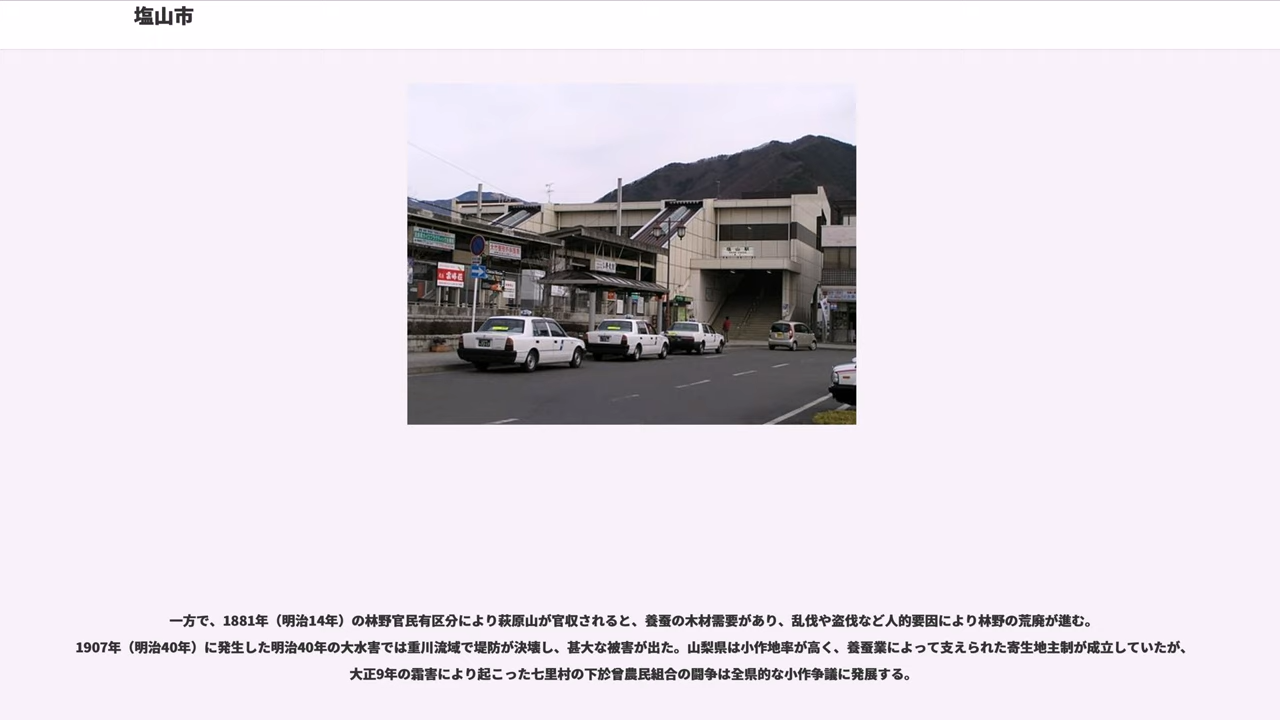 塩山市
塩山駅
一方で、1881年（明治14年）の林野官民有区分により萩原山が官収されると、養蚕の木材需要があり、乱伐や盗伐など人的要因により林野の荒廃が進む。
1907年（明治40年）に発生した明治40年の大水害では重川流域で堤防が決壊し、甚大な被害が出た。山梨県は小作地率が高く、養蚕業によって支えられた寄生地主制が成立していたが、
大正9年の霜害により起こった七里村の下於曾農民組合の闘争は全県的な小作争議に発展する。